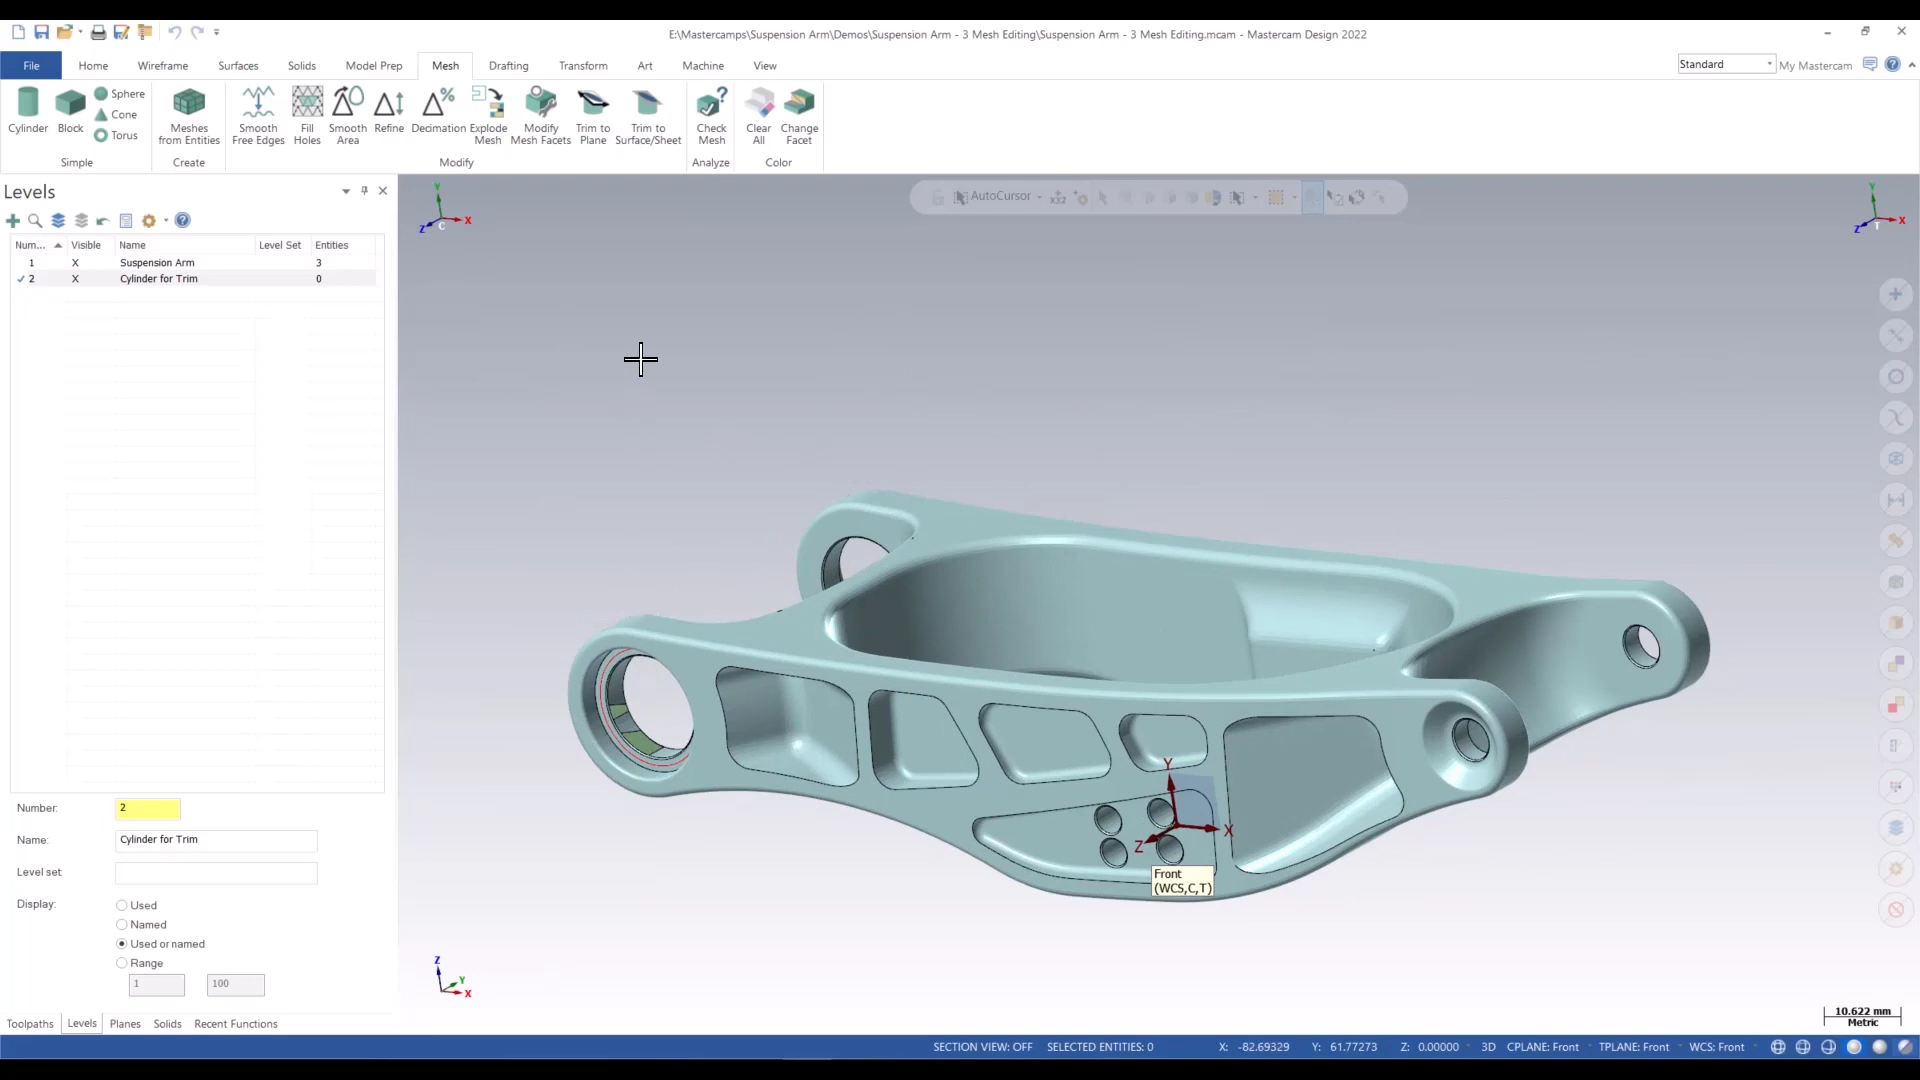 E:\Mastercamps\Suspension Arm\Demos\Suspension Arm - 3 Mesh Editing\Suspension Arm - 3 Mesh Editing.mcam - Mastercam Design 2022
File Home Wireframe Surfaces Solids Model Prep Mesh Drafting Transform Art Machine View
Standard My Mastercam
Cylinder Block Sphere Cone Torus
Meshes from Entities
Smooth Free Edges
Fill Holes
Smooth Area
Refine
Decimation
Explode Mesh
Modify Mesh Facets
Trim to Plane
Trim to Surface/Sheet
Check Mesh
Clear All
Change Facet
Simple Create Modify Analyze Color
Levels
AutoCursor
Num... Visible Name Level Set Entities
1 X Suspension Arm 3
2 X Cylinder for Trim 0
Y
X
Z
C
Y
X
Z
T
Y
X
Z
Front
(WCS,C,T)
Number: 2
Name: Cylinder for Trim
Level set:
Display: Used
Named
Used or named
Range
1 100
Z
Y
X
10.622 mm
Metric
Toolpaths Levels Planes Solids Recent Functions
SECTION VIEW: OFF SELECTED ENTITIES: 0 X: -82.69329 Y: 61.77273 Z: 0.00000 3D CPLANE: Front TPLANE: Front WCS: Front